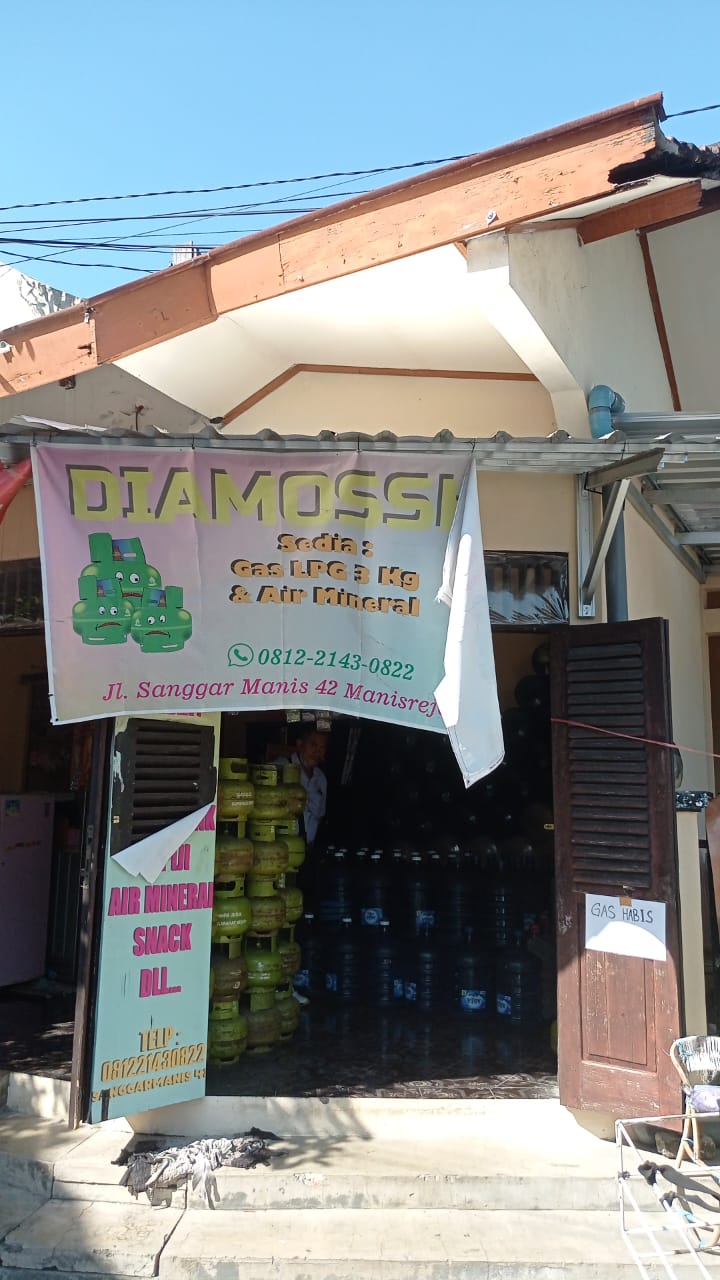 DIAMOSSI
Sedia :
Gas LPG 3 Kg
& Air Mineral
0812-2143-0822
Jl. Sanggar Manis 42 Manisrej
AIR MINERAL
SNACK
DLL...
TELP :
081221430822
SANGGARMANIS 42
GAS HABIS